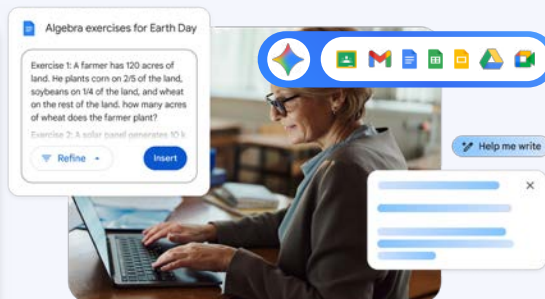 Algebra exercises for Earth Day
Exercise 1: A farmer has 120 acres of
land. He plants corn on 2/5 of the land,
soybeans on 1/4 of the land, and wheat
on the rest of the land. how many acres
of wheat does the farmer plant?
Exercise 2: A solar panel generates 10 k
Refine
Insert
Help me write